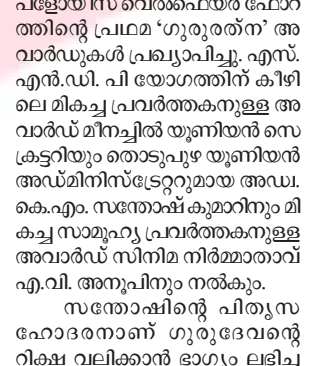 പളോയീസ് വെൽഫെയർ ഫോറ
ത്തിന്റെ പ്രഥമ ‘ഗുരുരത്ന’ അ
വാർഡുകൾ പ്രഖ്യാപിച്ചു. എസ്.
എൻ.ഡി. പി യോഗത്തിന് കീഴി
ലെ മികച്ച പ്രവർത്തകനുള്ള അ
വാർഡ് മീനച്ചിൽ യൂണിയൻ സെ
ക്രട്ടറിയും തൊടുപുഴ യൂണിയൻ
അഡ്മിനിസ്ട്രേറ്ററുമായ അഡ്വ.
കെ.എം. സന്തോഷ്‌കുമാറിനും മി
കച്ച സാമൂഹ്യ പ്രവർത്തകനുള്ള
അവാർഡ് സിനിമ നിർമ്മാതാവ്
എ.വി. അനൂപിനും നൽകും.
സന്തോഷിന്റെ പിതൃസ
ഹോദരനാണ് ഗുരുദേവന്റെ
റിക്ഷ വലിക്കാൻ ഭാഗ്യം ലഭിച്ച